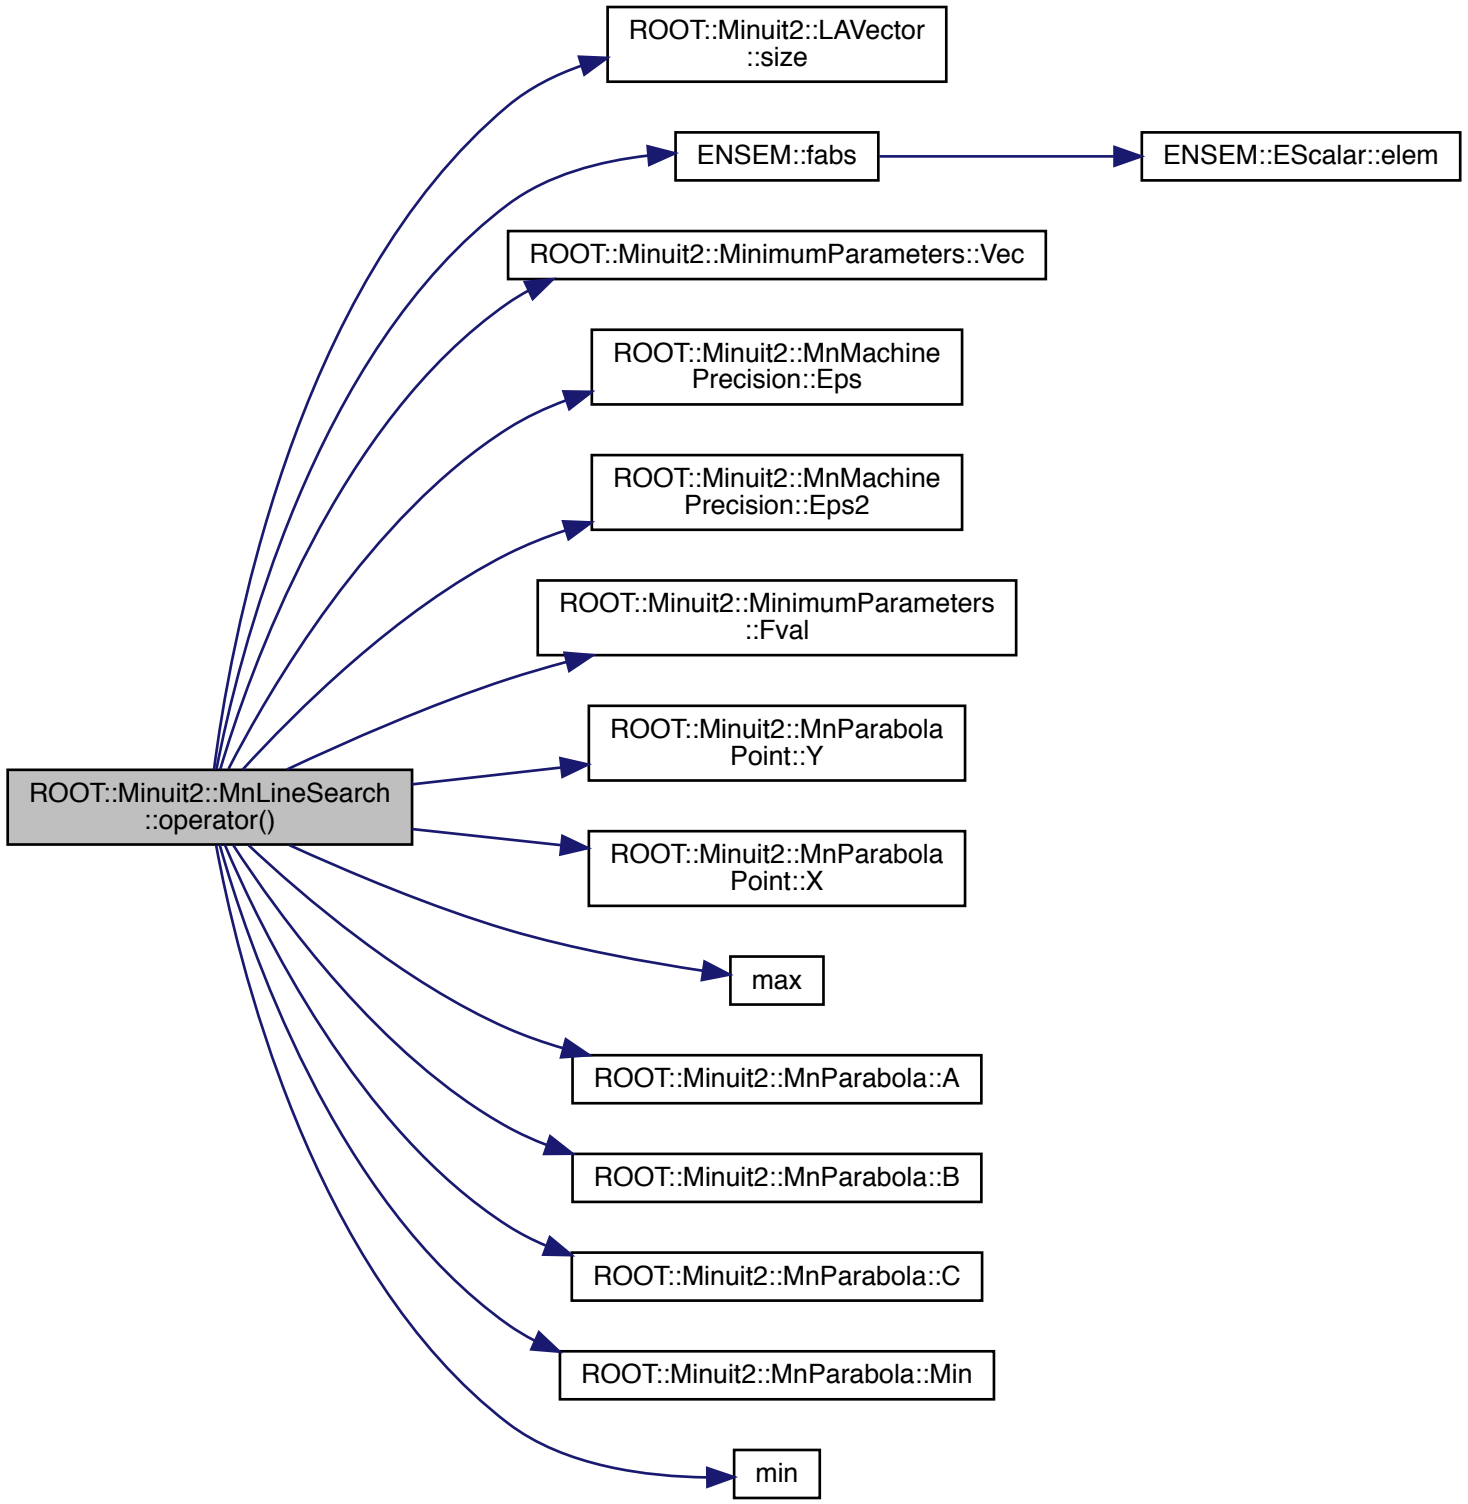 ROOT::Minuit2::LAVector
::size
ENSEM::fabs
ENSEM::EScalar::elem
ROOT::Minuit2::MinimumParameters::Vec
ROOT::Minuit2::MnMachine
Precision::Eps
ROOT::Minuit2::MnMachine
Precision::Eps2
ROOT::Minuit2::MinimumParameters
::Fval
ROOT::Minuit2::MnParabola
Point::Y
ROOT::Minuit2::MnLineSearch
::operator()
ROOT::Minuit2::MnParabola
Point::X
max
ROOT::Minuit2::MnParabola::A
ROOT::Minuit2::MnParabola::B
ROOT::Minuit2::MnParabola::C
ROOT::Minuit2::MnParabola::Min
min